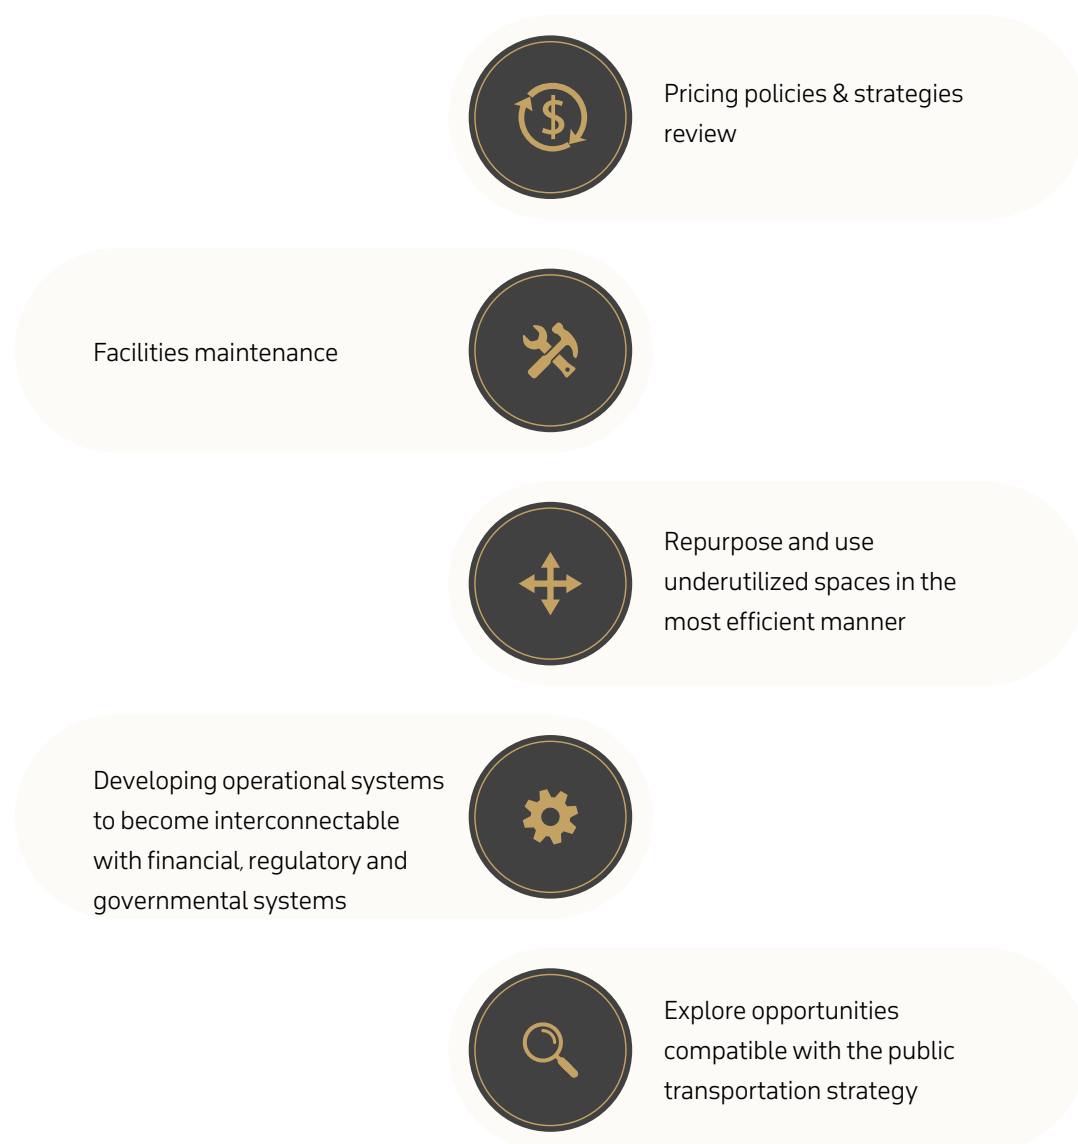 Pricing policies & strategies
review
Facilities maintenance
Repurpose and use
underutilized spaces in the
most efficient manner
Developing operational systems
to become interconnectable
with financial, regulatory and
governmental systems
Explore opportunities
compatible with the public
transportation strategy